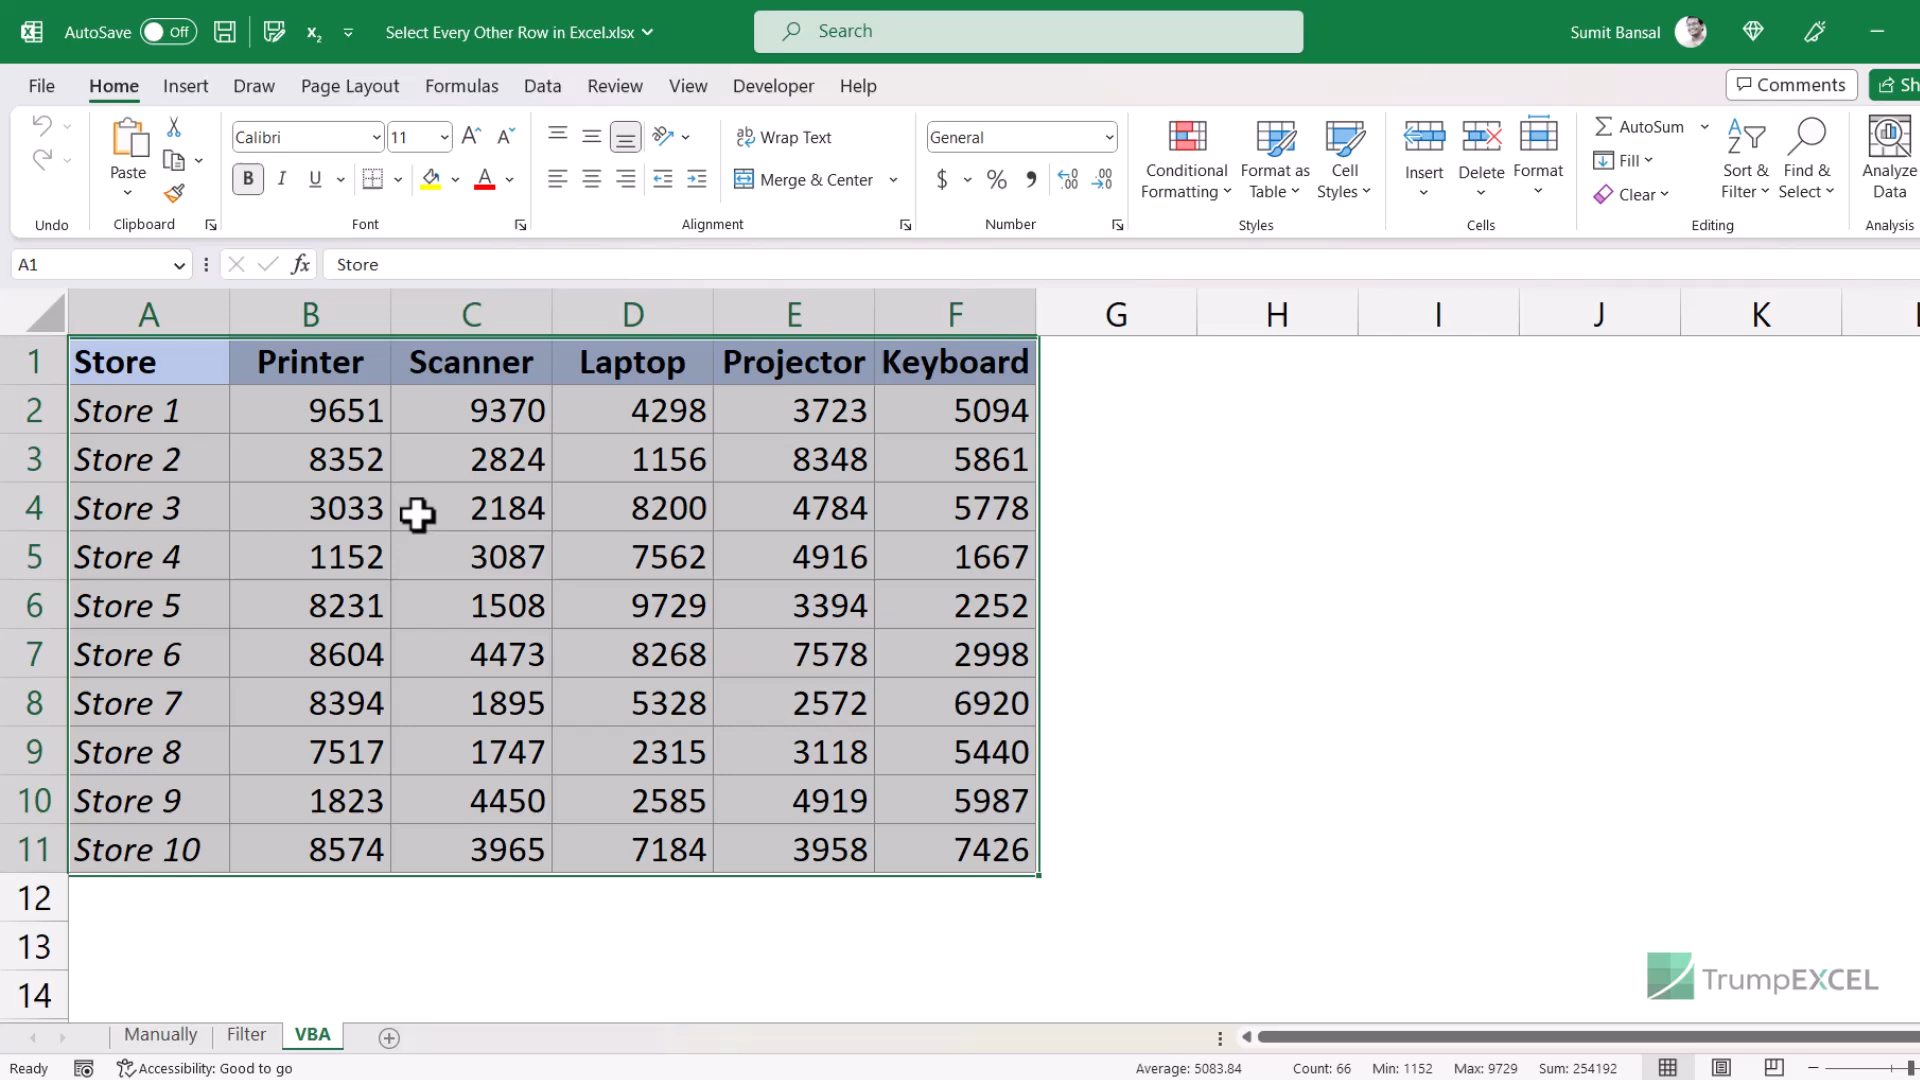 AutoSave Off x₂ Select Every Other Row in Excel.xlsx Search Sumit Bansal
File Home Insert Draw Page Layout Formulas Data Review View Developer Help Comments Sh
Paste Calibri 11 Wrap Text General Conditional Formatting Format as Table Cell Styles Insert Delete Format AutoSum Sort & Filter Find & Select Analyze Data
B I U A Merge & Center $ % Fill
Clear
Undo Clipboard Font Alignment Number Styles Cells Editing Analysis
A1 fx Store
A B C D E F G H I J K
1 Store Printer Scanner Laptop Projector Keyboard
2 Store 1 9651 9370 4298 3723 5094
3 Store 2 8352 2824 1156 8348 5861
4 Store 3 3033 2184 8200 4784 5778
5 Store 4 1152 3087 7562 4916 1667
6 Store 5 8231 1508 9729 3394 2252
7 Store 6 8604 4473 8268 7578 2998
8 Store 7 8394 1895 5328 2572 6920
9 Store 8 7517 1747 2315 3118 5440
10 Store 9 1823 4450 2585 4919 5987
11 Store 10 8574 3965 7184 3958 7426
12
13
14
TrumpEXCEL
Manually Filter VBA
Ready Accessibility: Good to go Average: 5083.84 Count: 66 Min: 1152 Max: 9729 Sum: 254192